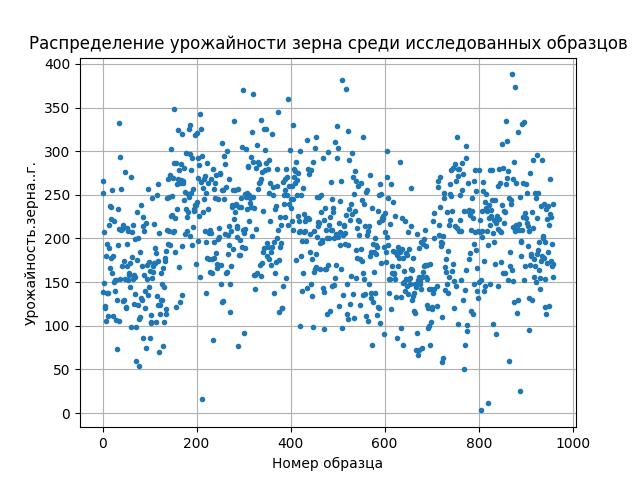 Распределение урожайности зерна среди исследованных образцов
400
350
300
250
200
150
100
50
0
Урожайность.зерна..г.
0 200 400 600 800 1000
Номер образца